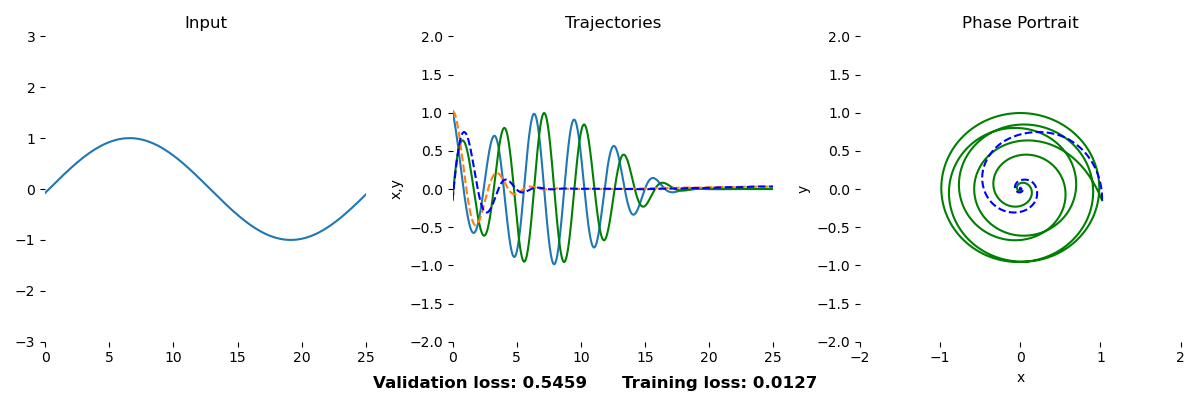 Input
3
2
1
0
−1
−2
−3
0 5 10 15 20 25
Trajectories
x,y
2.0
1.5
1.0
0.5
0.0
−0.5
−1.0
−1.5
−2.0
0 5 10 15 20 25
Phase Portrait
y
2.0
1.5
1.0
0.5
0.0
−0.5
−1.0
−1.5
−2.0
−2 −1 0 1 2
x
Validation loss: 0.5459 Training loss: 0.0127